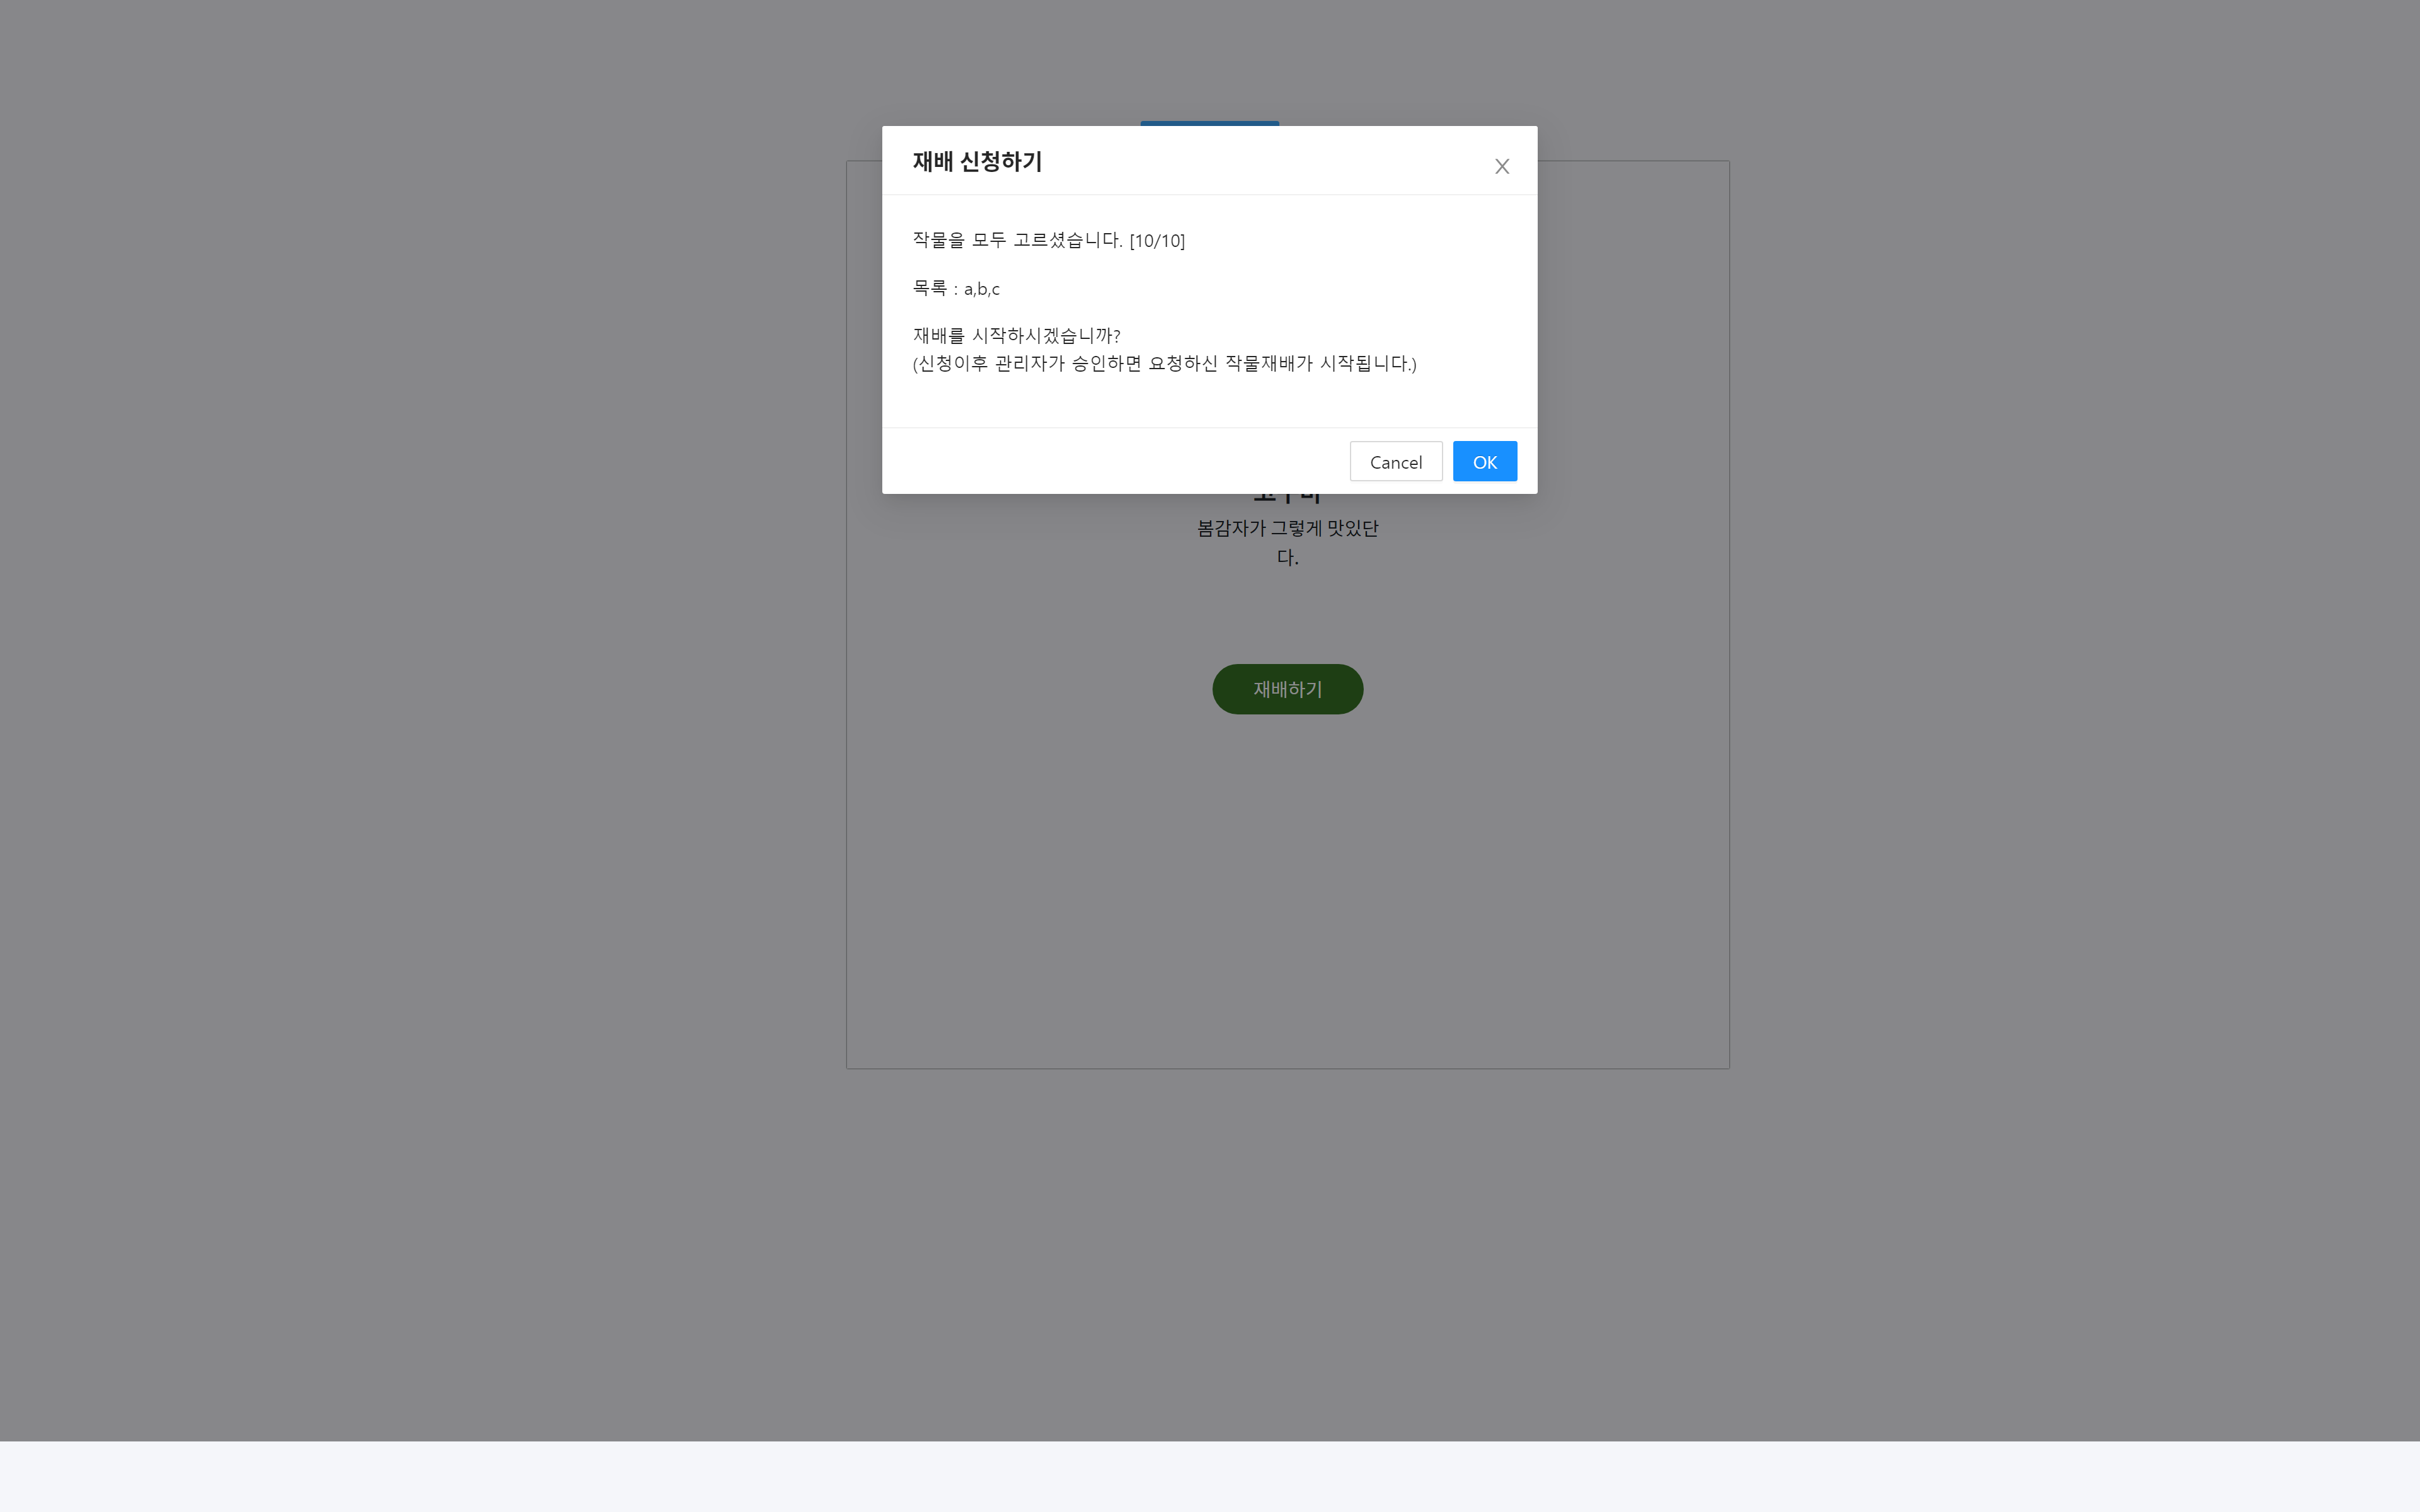 재배 신청하기
작물을 모두 고르셨습니다. [10/10]
목록 : a,b,c
재배를 시작하시겠습니까?
(신청이후 관리자가 승인하면 요청하신 작물재배가 시작됩니다.)
Cancel
OK
봄감자가 그렇게 맛있단
다.
재배하기